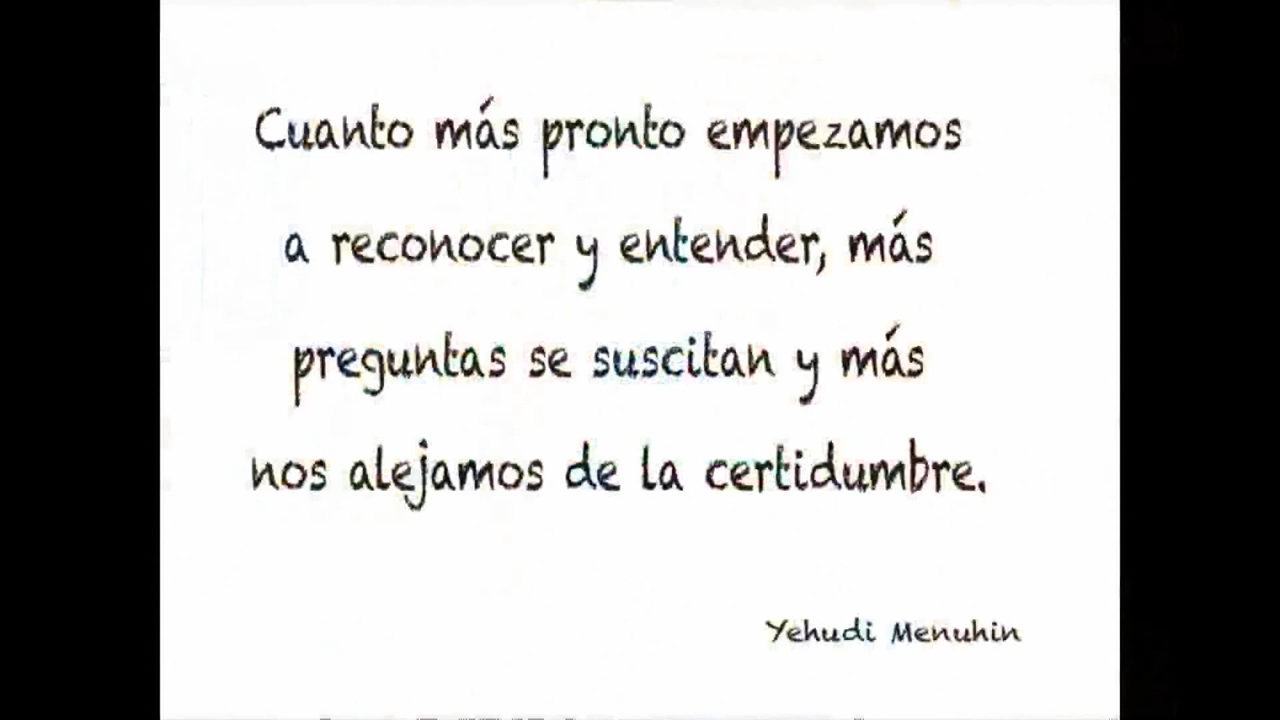 Cuanto más pronto empezamos
a reconocer y entender, más
preguntas se suscitan y más
nos alejamos de la certidumbre.
Yehudi Menuhin